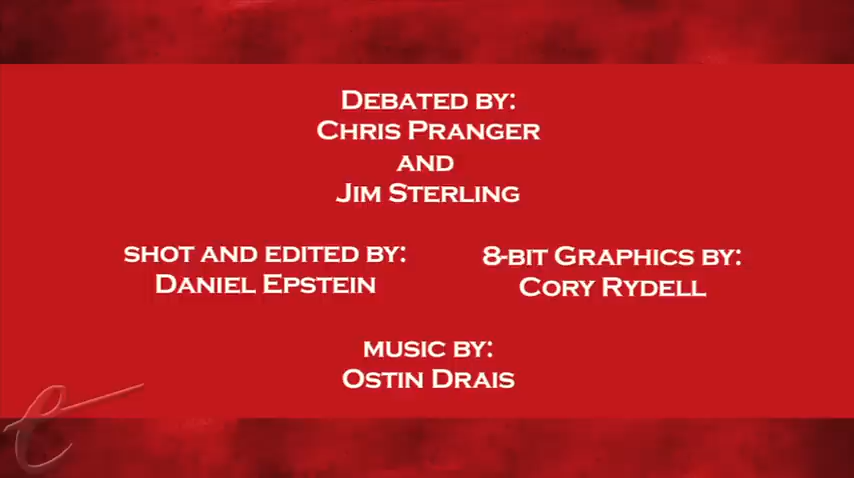 Debated by:
Chris Pranger
and
Jim Sterling
shot and edited by:
Daniel Epstein
8-bit Graphics by:
Cory Rydell
music by:
Ostin Drais
e